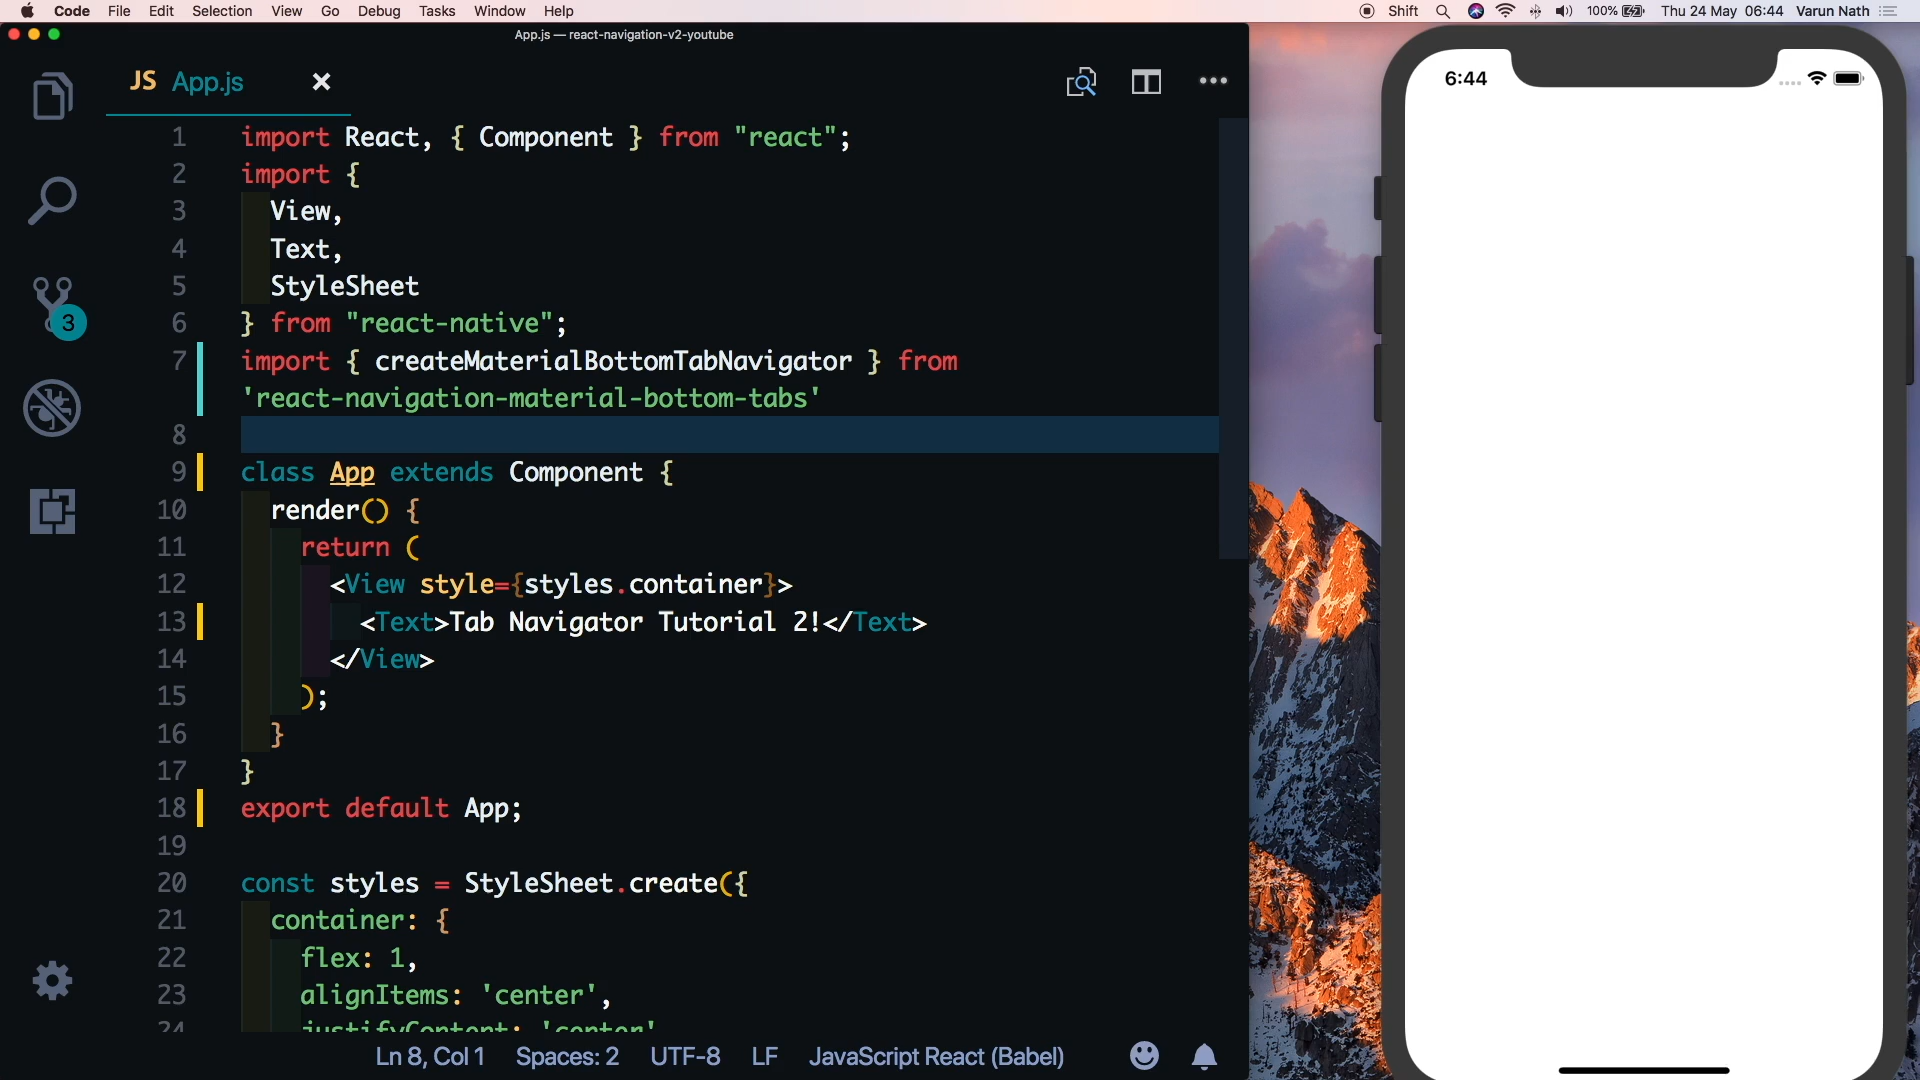 Code File Edit Selection View Go Debug Tasks Window Help Shift 100% Thu 24 May 06:44 Varun Nath
App.js — react-navigation-v2-youtube
JS App.js
6:44
3
1 import React, { Component } from "react";
2 import {
3 View,
4 Text,
5 StyleSheet
6 } from "react-native";
7 import { createMaterialBottomTabNavigator } from
'react-navigation-material-bottom-tabs'
8
9 class App extends Component {
10 render() {
11 return (
12 <View style={styles.container}>
13 <Text>Tab Navigator Tutorial 2!</Text>
14 </View>
15 );
16 }
17 }
18 export default App;
19
20 const styles = StyleSheet.create({
21 container: {
22 flex: 1,
23 alignItems: 'center',
24 justifyContent: 'center'
Ln 8, Col 1 Spaces: 2 UTF-8 LF JavaScript React (Babel)